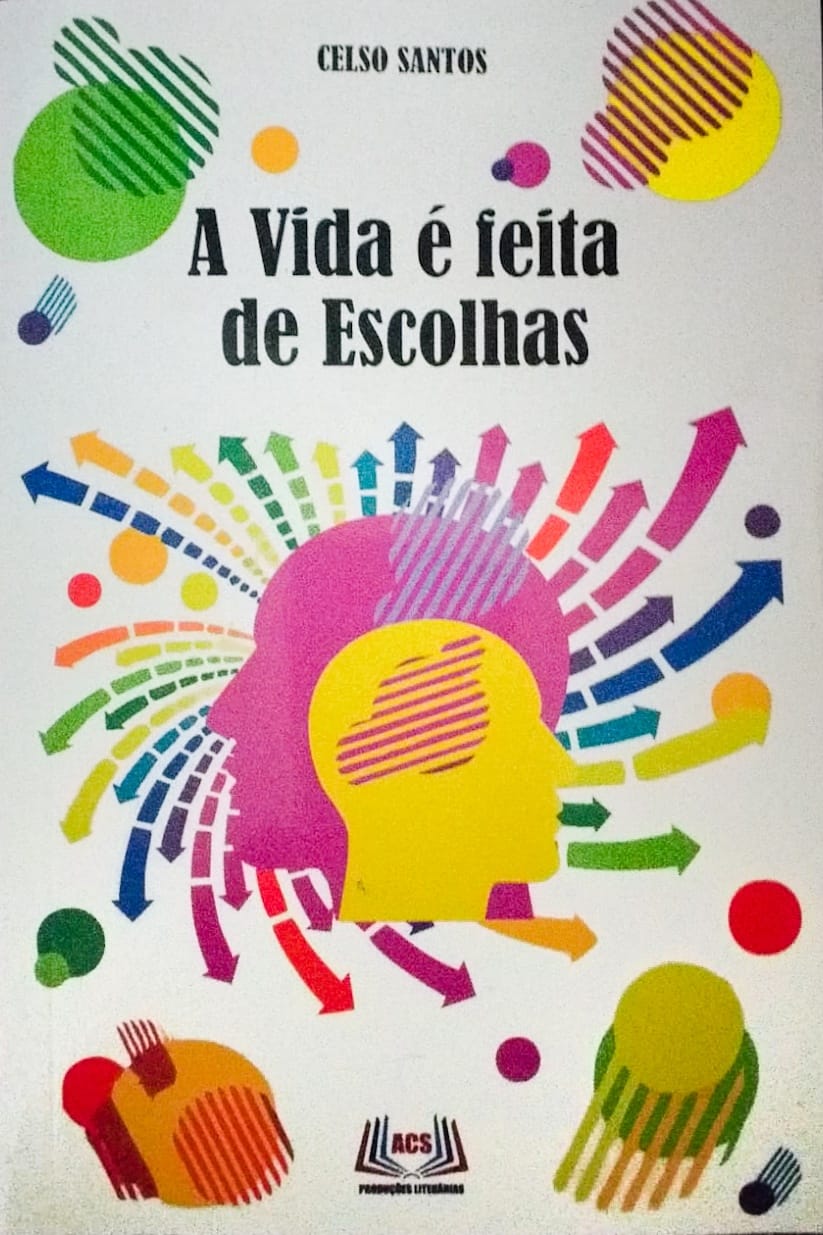 CELSO SANTOS
A Vida é feita
de Escolhas
ACS
PRODUÇÕES LITERÁRIAS